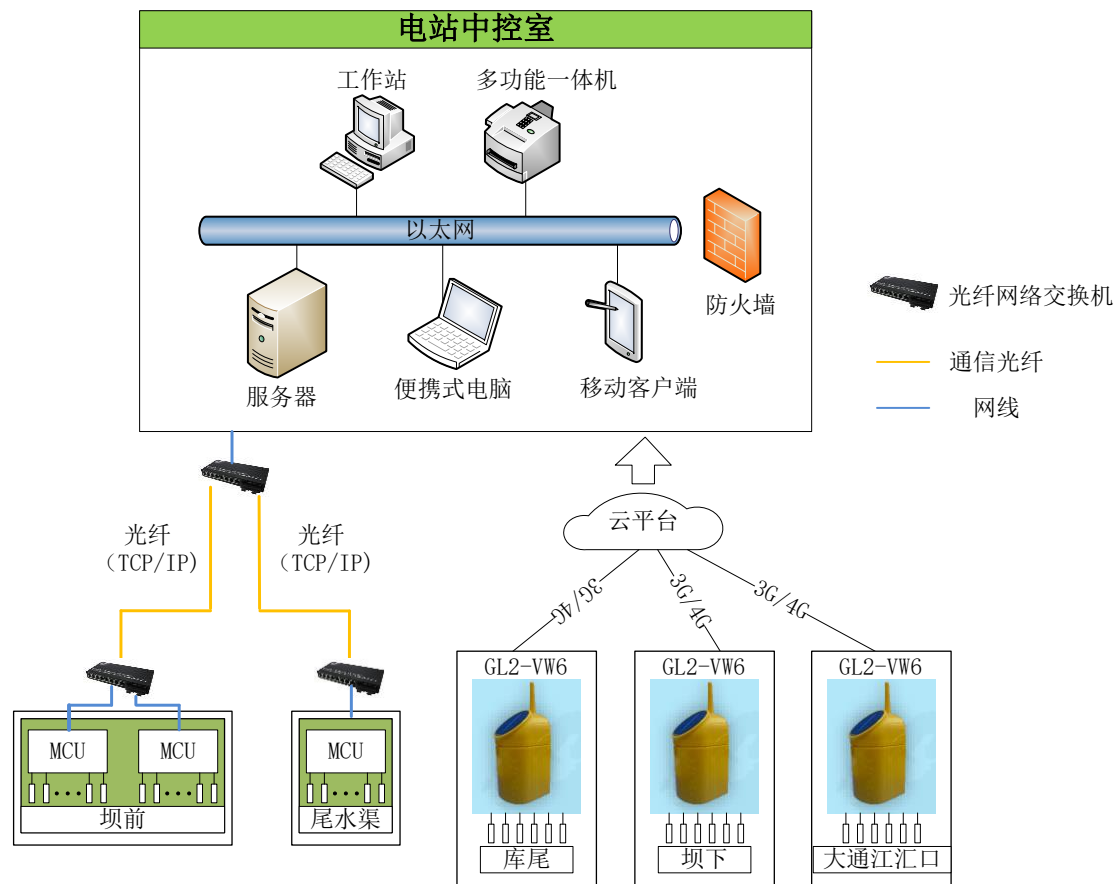 电站中控室
工作站
多功能一体机
以太网
防火墙
服务器
便携式电脑
移动客户端
光纤网络交换机
通信光纤
网线
光纤
（TCP/IP)
光纤
（TCP/IP)
云平台
3G/4G
3G/4G
3G/4G
MCU
MCU
坝前
MCU
尾水渠
GL2-VW6
库尾
GL2-VW6
坝下
GL2-VW6
大通江汇口